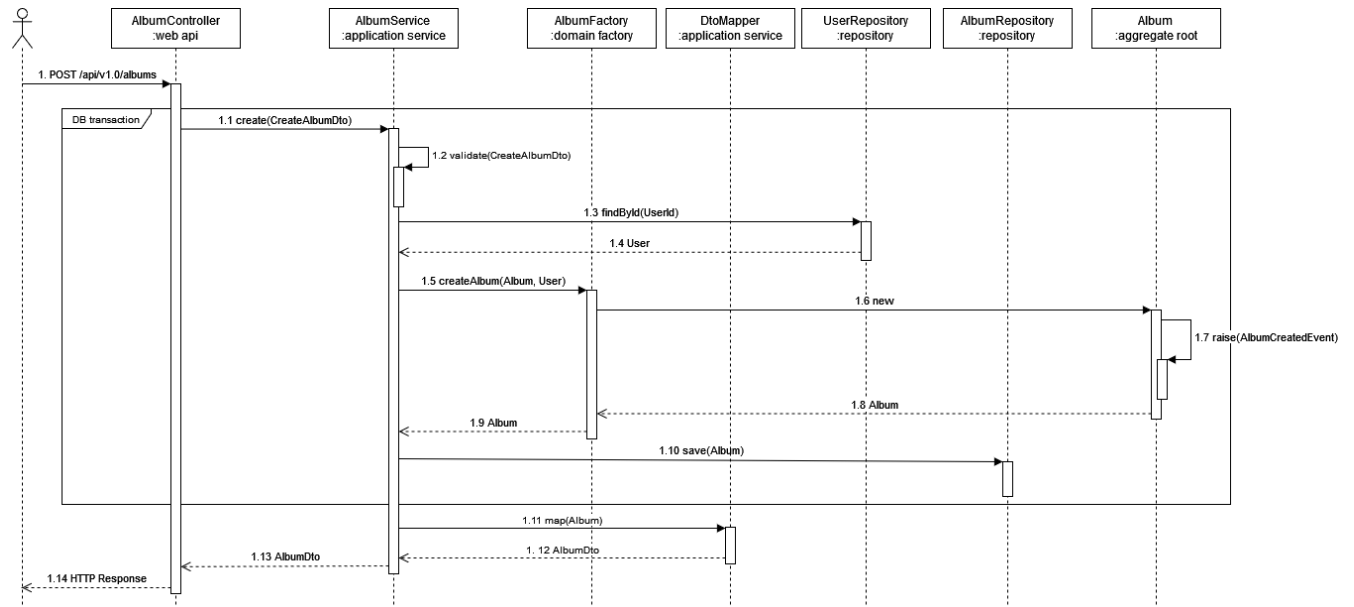 AlbumController
:web api
AlbumService
:application service
AlbumFactory
:domain factory
DtoMapper
:application service
UserRepository
:repository
AlbumRepository
:repository
Album
:aggregate root
1. POST /api/v1.0/albums
DB transaction
1.1 create(CreateAlbumDto)
1.2 validate(CreateAlbumDto)
1.3 findById(UserId)
1.4 User
1.5 createAlbum(Album, User)
1.6 new
1.7 raise(AlbumCreatedEvent)
1.8 Album
1.9 Album
1.10 save(Album)
1.11 map(Album)
1. 12 AlbumDto
1.13 AlbumDto
1.14 HTTP Response